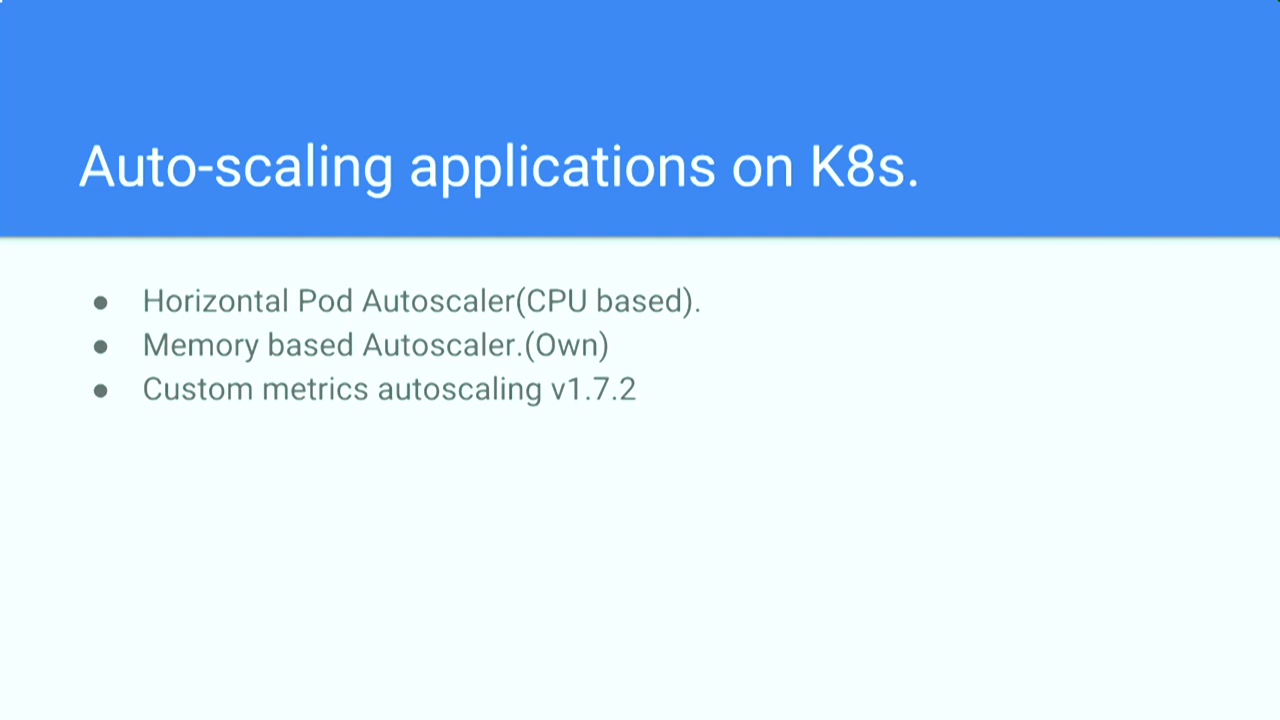 Auto-scaling applications on K8s.
● Horizontal Pod Autoscaler(CPU based).
● Memory based Autoscaler.(Own)
● Custom metrics autoscaling v1.7.2